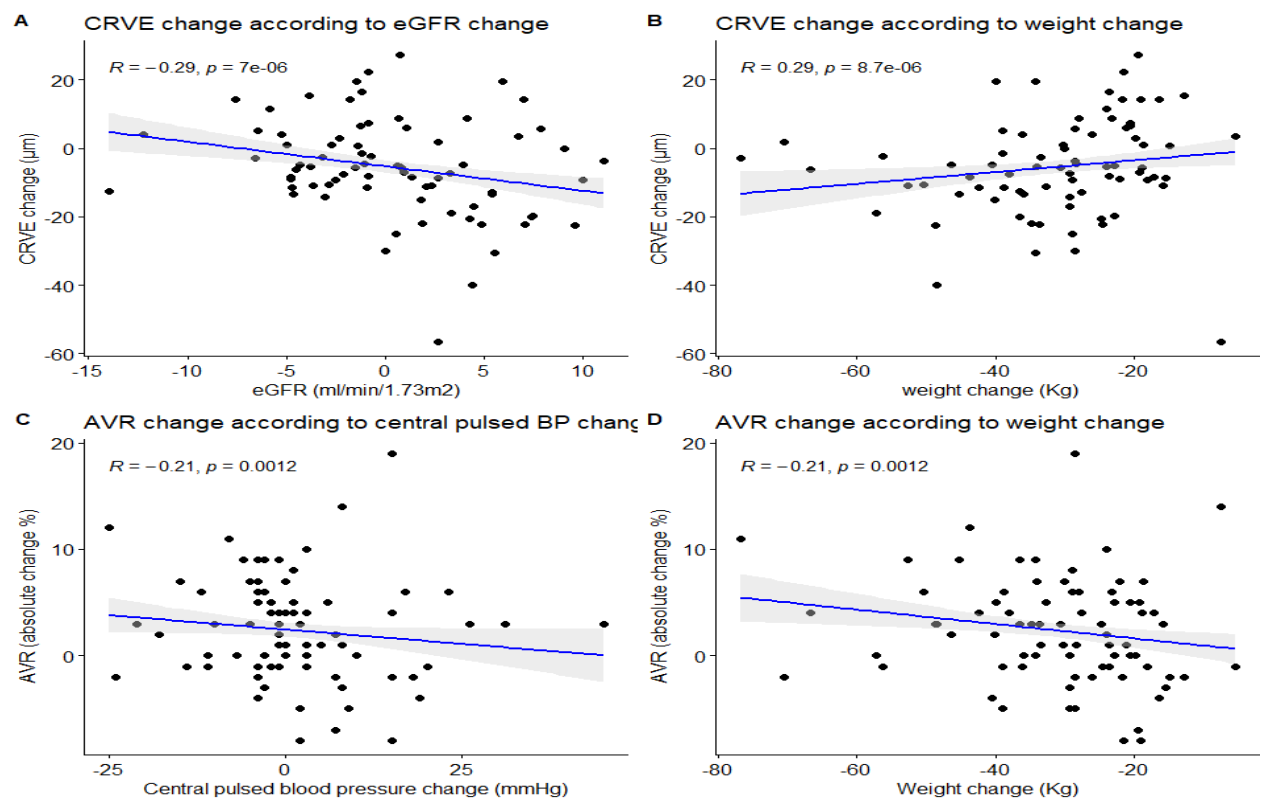 A
CRVE change according to eGFR change
R = −0.29, p = 7e-06
CRVE change (µm)
20
0
-20
-40
-60
-15
-10
-5
0
5
10
eGFR (ml/min/1.73m2)
B
CRVE change according to weight change
R = 0.29, p = 8.7e-06
CRVE change (µm)
20
0
-20
-40
-60
-80
-60
-40
-20
weight change (Kg)
C
AVR change according to central pulsed BP chang
R = −0.21, p = 0.0012
AVR (absolute change %)
20
10
0
-25
0
25
Central pulsed blood pressure change (mmHg)
D
AVR change according to weight change
R = −0.21, p = 0.0012
AVR (absolute change %)
20
10
0
-80
-60
-40
-20
Weight change (Kg)